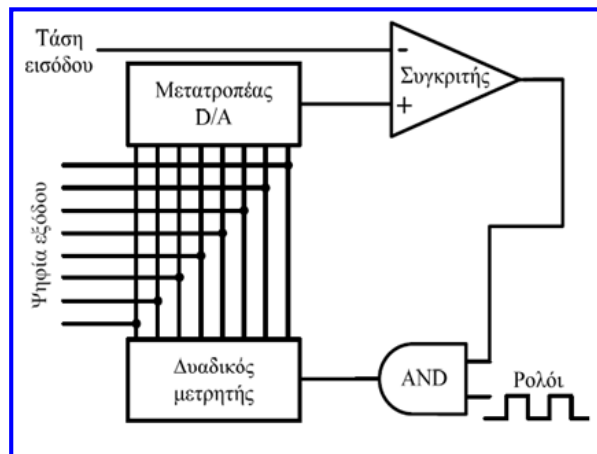 Τάση
εισόδου
Μετατροπέας
D/A
-
Συγκριτής
+
Ψηφία εξόδου
Δυαδικός
μετρητής
AND
Ρολόι